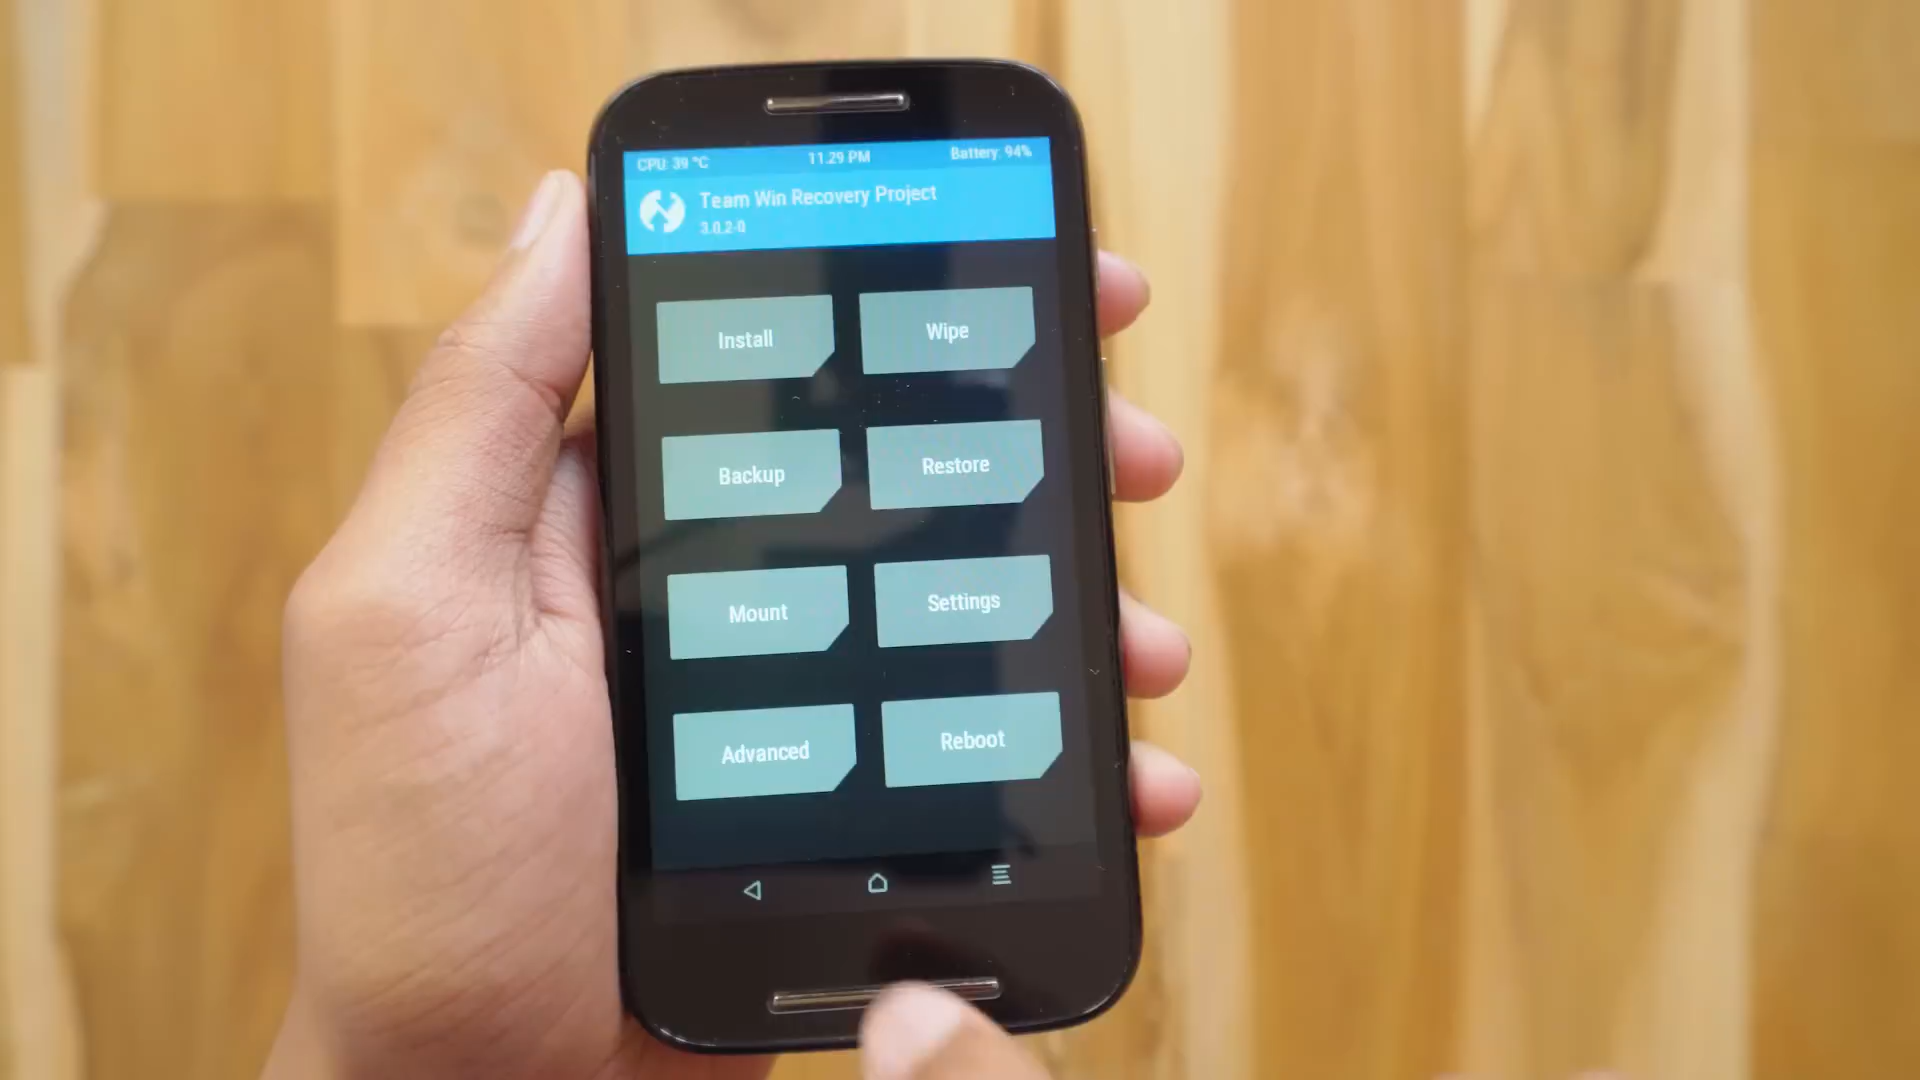 CPU: 39 °C 11.29 PM Battery: 94%
Team Win Recovery Project
3.0.2-0
Install Wipe
Backup Restore
Mount Settings
Advanced Reboot